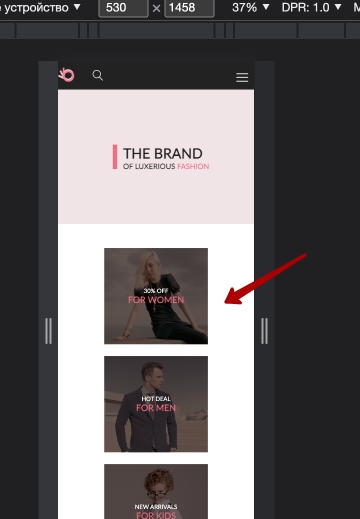 е устройство ▼ 530 × 1458 37% ▼ DPR: 1.0 ▼
THE BRAND
OF LUXERIOUS FASHION
30% OFF
FOR WOMEN
HOT DEAL
FOR MEN
NEW ARRIVALS
FOR KIDS